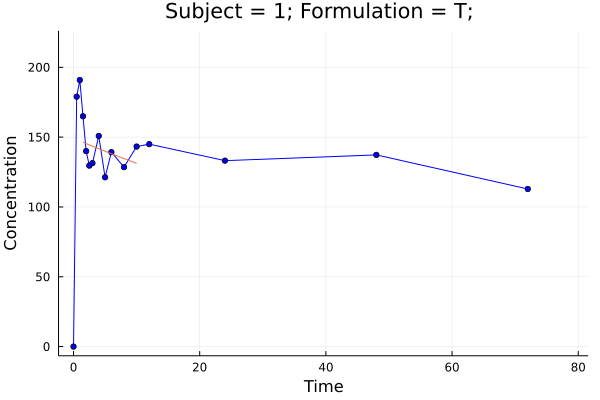 Subject = 1; Formulation = T;
Concentration
200
150
100
50
0
0 20 40 60 80
Time